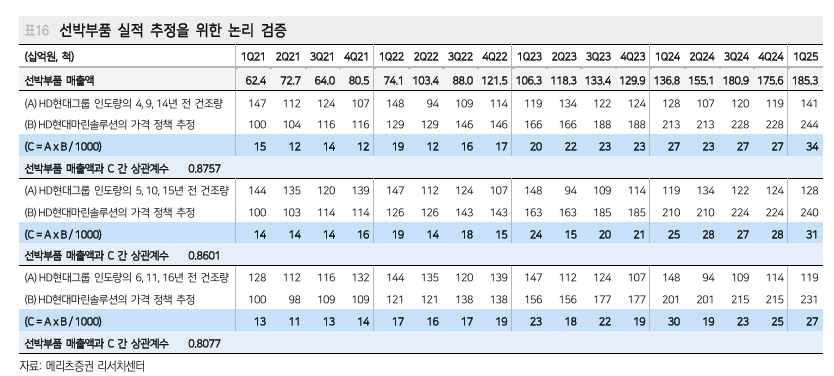 표16 선박부품 실적 추정을 위한 논리 검증
(십억원, 척) 1Q21 2Q21 3Q21 4Q21 1Q22 2Q22 3Q22 4Q22 1Q23 2Q23 3Q23 4Q23 1Q24 2Q24 3Q24 4Q24 1Q25
선박부품 매출액 62.4 72.7 64.0 80.5 74.1 103.4 88.0 121.5 106.3 118.3 133.4 129.9 136.8 155.1 180.9 175.6 185.3
(A) HD현대그룹 인도량의 4, 9, 14년 전 건조량 147 112 124 107 148 94 109 114 119 134 122 124 128 107 120 119 141
(B) HD현대마린솔루션의 가격 정책 추정 100 104 116 116 129 129 146 146 166 166 188 188 213 213 228 228 244
(C = A x B / 1000) 15 12 14 12 19 12 16 17 20 22 23 23 27 23 27 27 34
선박부품 매출액과 C 간 상관계수 0.8757
(A) HD현대그룹 인도량의 5, 10, 15년 전 건조량 144 135 120 139 147 112 124 107 148 94 109 114 119 134 122 124 128
(B) HD현대마린솔루션의 가격 정책 추정 100 103 114 114 126 126 143 143 163 163 185 185 210 210 224 224 240
(C = A x B / 1000) 14 14 14 16 19 14 18 15 24 15 20 21 25 28 27 28 31
선박부품 매출액과 C 간 상관계수 0.8601
(A) HD현대그룹 인도량의 6, 11, 16년 전 건조량 128 112 116 132 144 135 120 139 147 112 124 107 148 94 109 114 119
(B) HD현대마린솔루션의 가격 정책 추정 100 98 109 109 121 121 138 138 156 156 177 177 201 201 215 215 231
(C = A x B / 1000) 13 11 13 14 17 16 17 19 23 18 22 19 30 19 23 25 27
선박부품 매출액과 C 간 상관계수 0.8077
자료: 메리츠증권 리서치센터